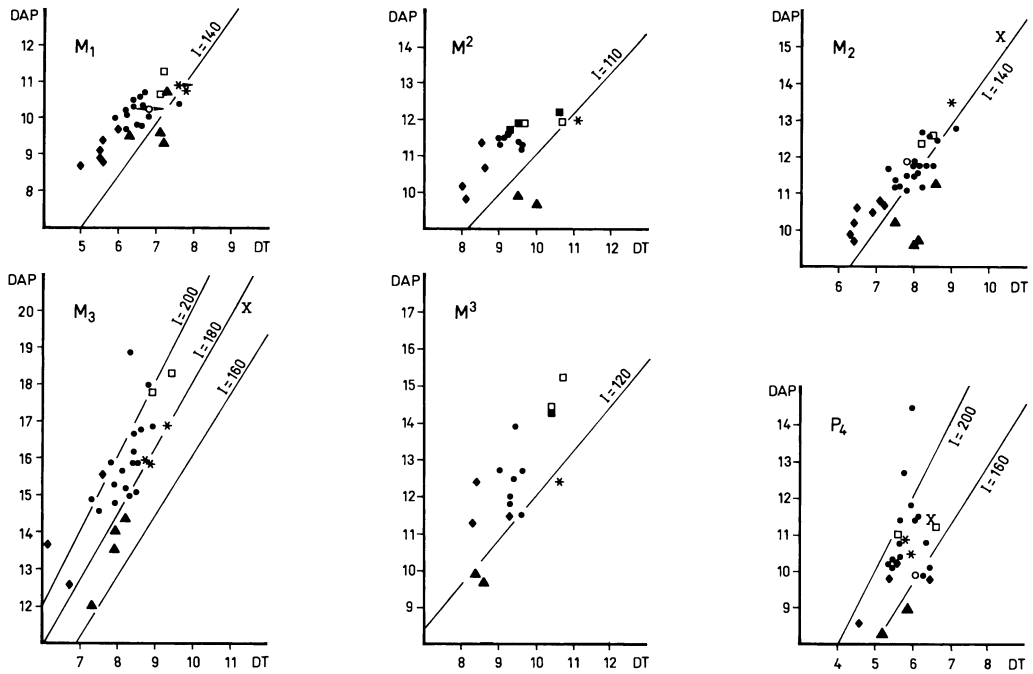 DAP
M₁
I=140
12
11
10
9
8
7
5 6 7 8 9 DT
DAP
M²
I=110
14
13
12
11
10
9
8 9 10 11 12 13 DT
DAP
M₂
X
I=140
15
14
13
12
11
10
6 7 8 9 10 DT
DAP
M₃
I=200
X
I=180
I=160
20
19
18
17
16
15
14
13
12
7 8 9 10 11 DT
DAP
M³
I=120
17
16
15
14
13
12
11
10
9
8 9 10 11 12 13 DT
DAP
P₄
I=200
I=160
X
14
13
12
11
10
9
4 5 6 7 8 DT